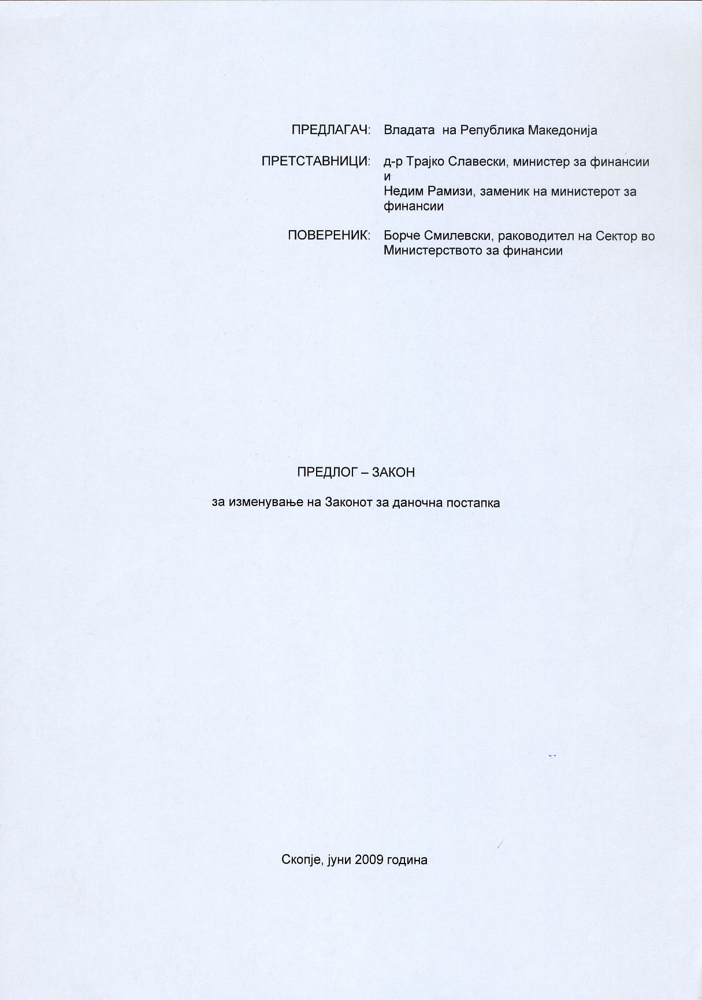 ПРЕДЛАГАЧ: Владата на Република Македонија
ПРЕТСТАВНИЦИ: д-р Трајко Славески, министер за финансии
и
Недим Рамизи, заменик на министерот за
финансии
ПОВЕРЕНИК: Борче Смилевски, раководител на Сектор во
Министерството за финансии
ПРЕДЛОГ – ЗАКОН
за изменување на Законот за даночна постапка
Скопје, јуни 2009 година